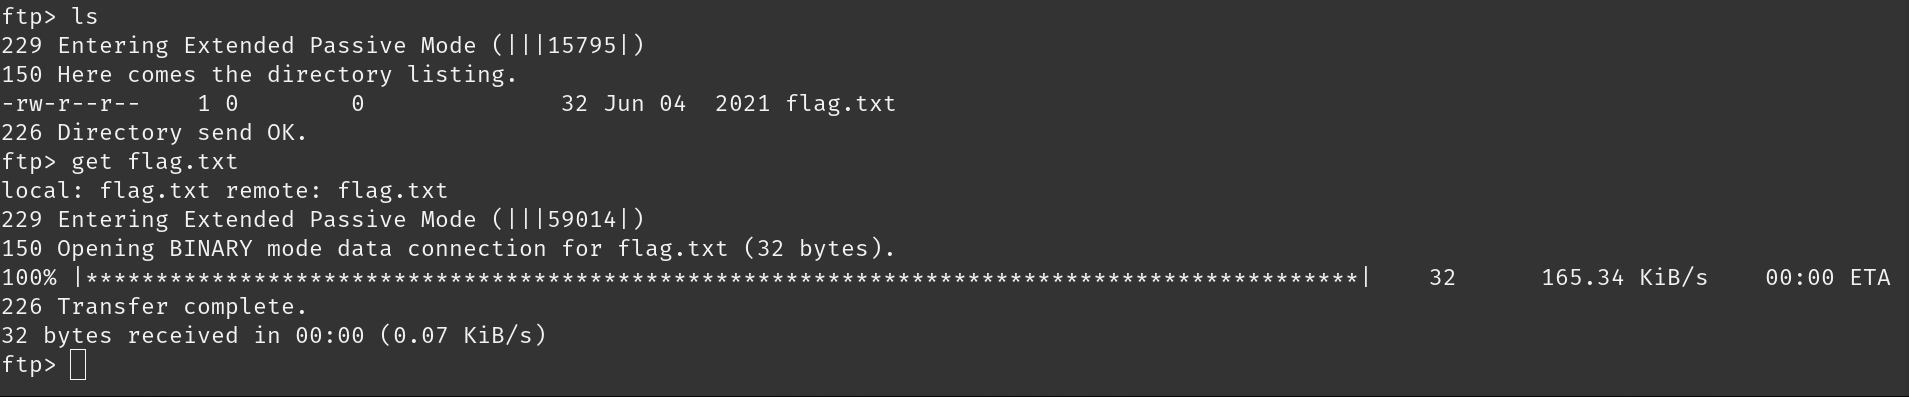 ftp> ls
229 Entering Extended Passive Mode (|||15795|)
150 Here comes the directory listing.
-rw-r--r--    1 0        0              32 Jun 04  2021 flag.txt
226 Directory send OK.
ftp> get flag.txt
local: flag.txt remote: flag.txt
229 Entering Extended Passive Mode (|||59014|)
150 Opening BINARY mode data connection for flag.txt (32 bytes).
100% |*******************************************************************************************|    32      165.34 KiB/s    00:00 ETA
226 Transfer complete.
32 bytes received in 00:00 (0.07 KiB/s)
ftp>